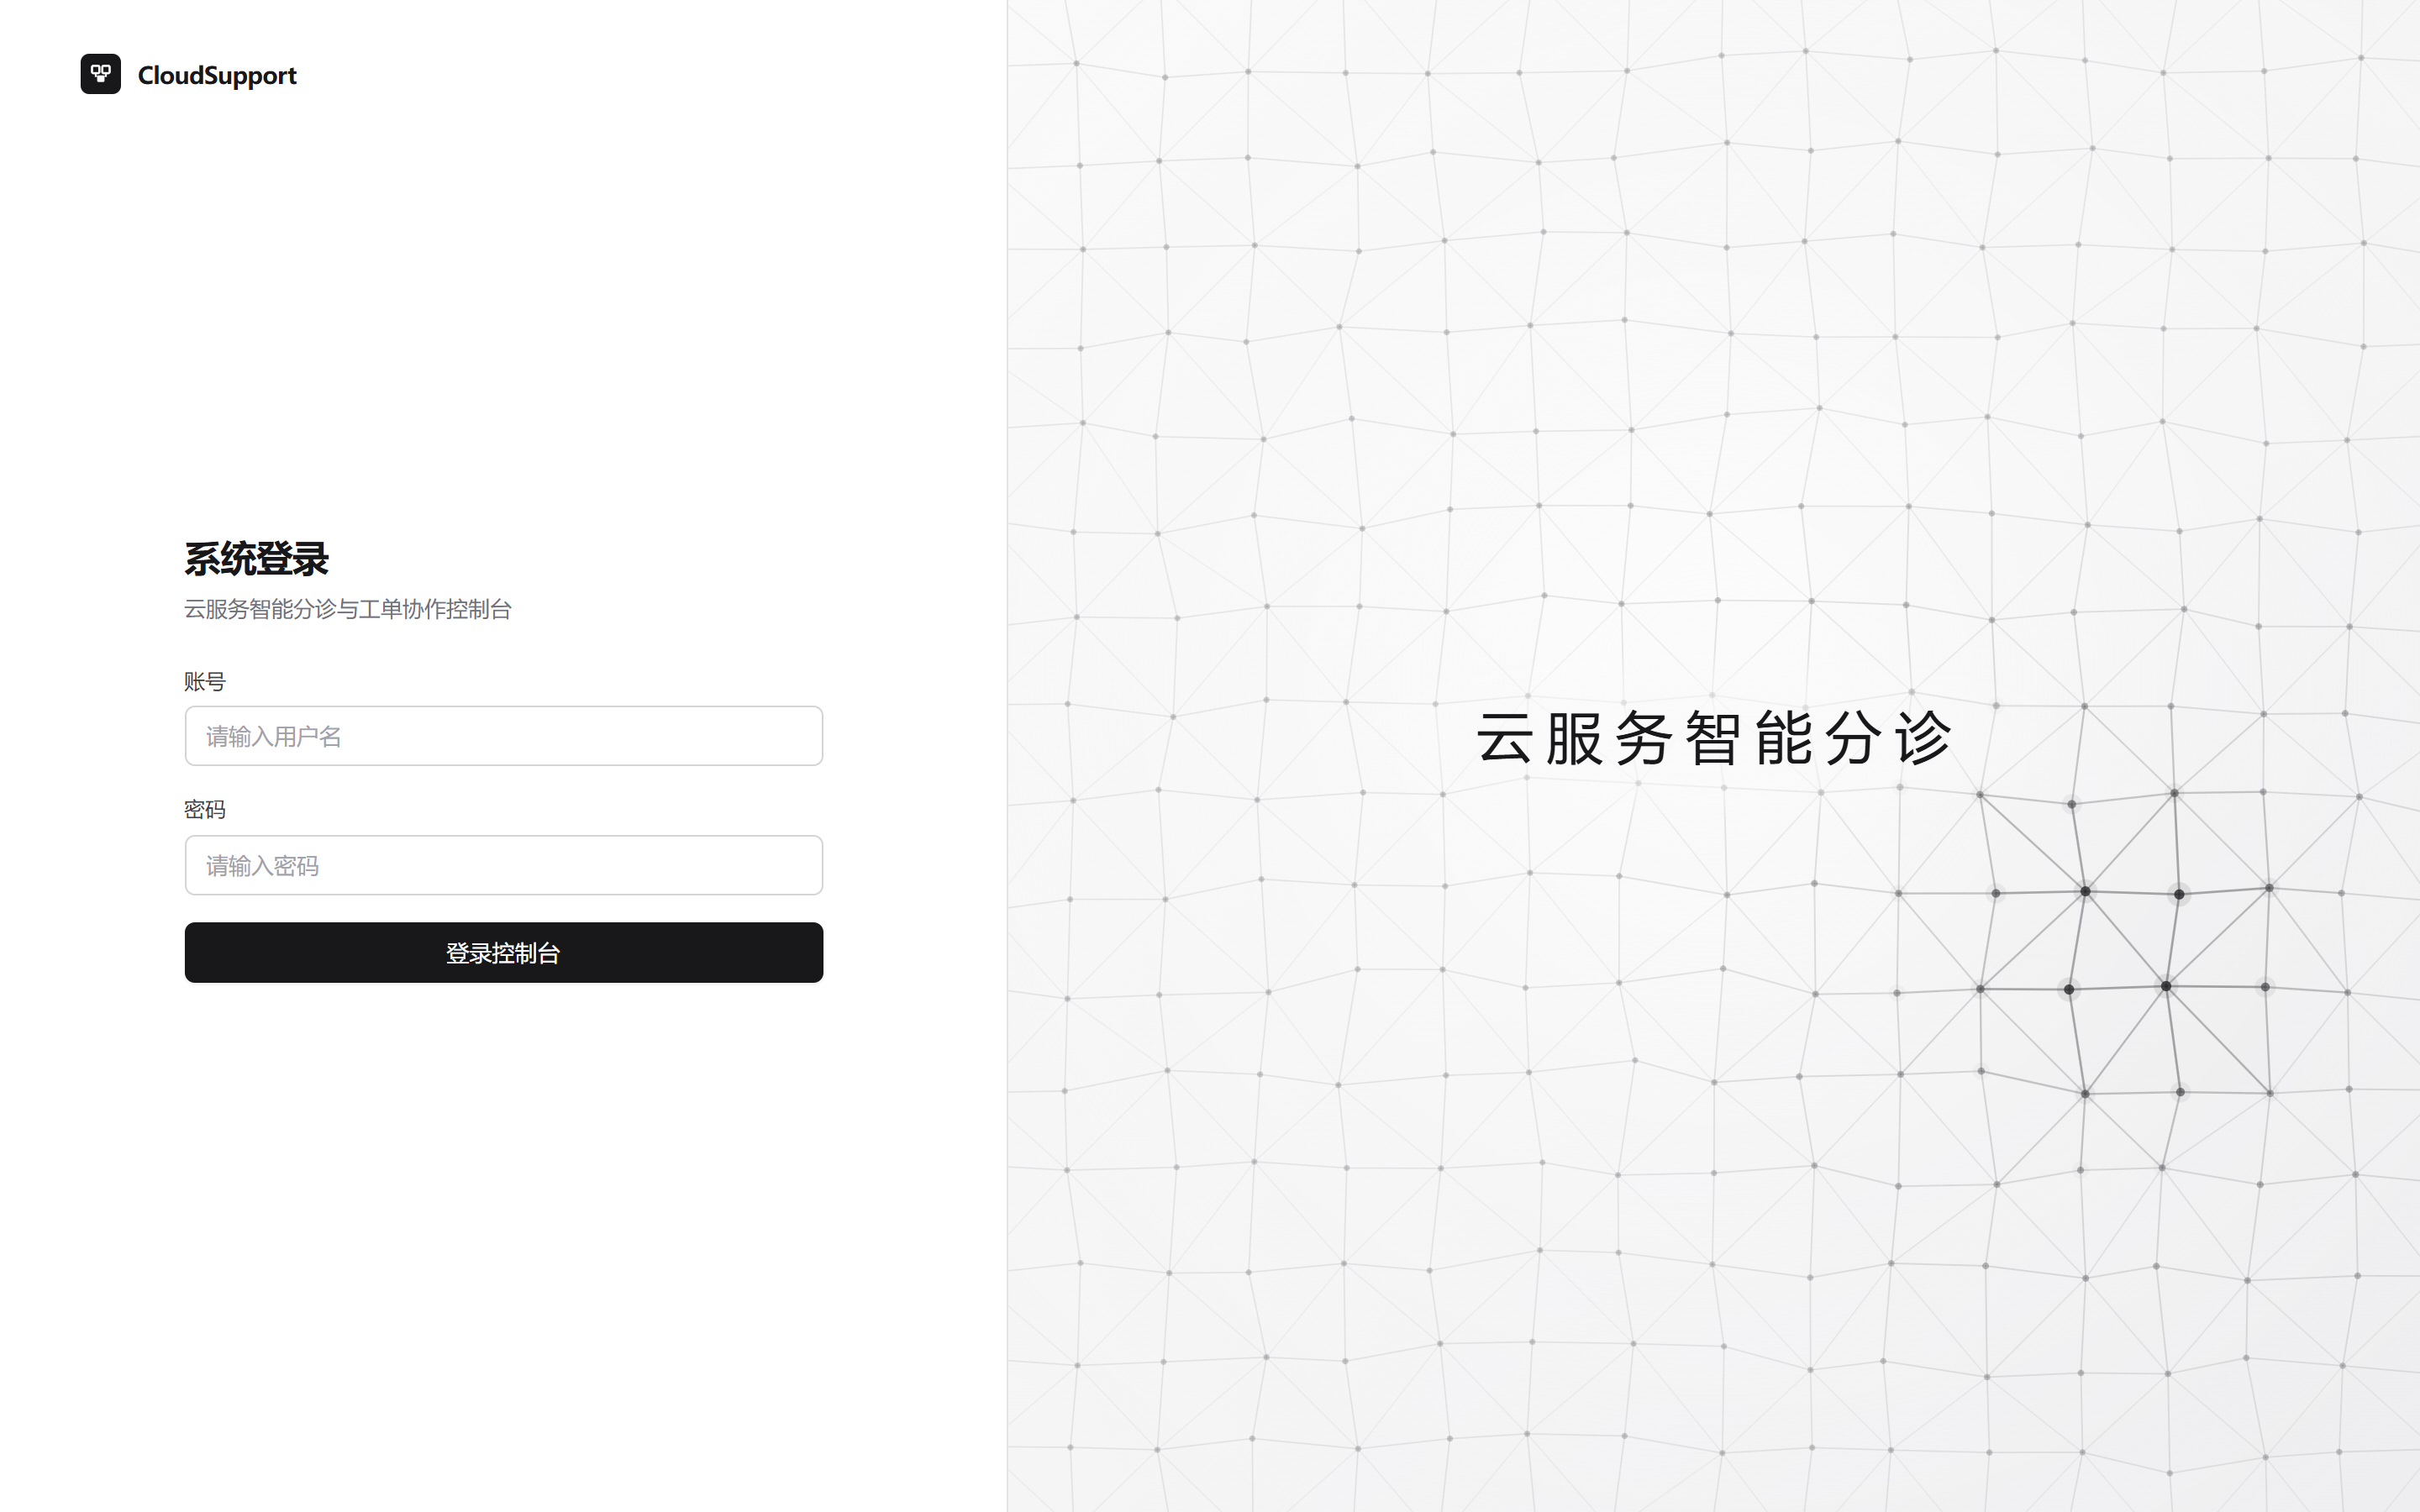 CloudSupport
系统登录
云服务智能分诊与工单协作控制台
账号
请输入用户名
密码
请输入密码
登录控制台
云服务智能分诊